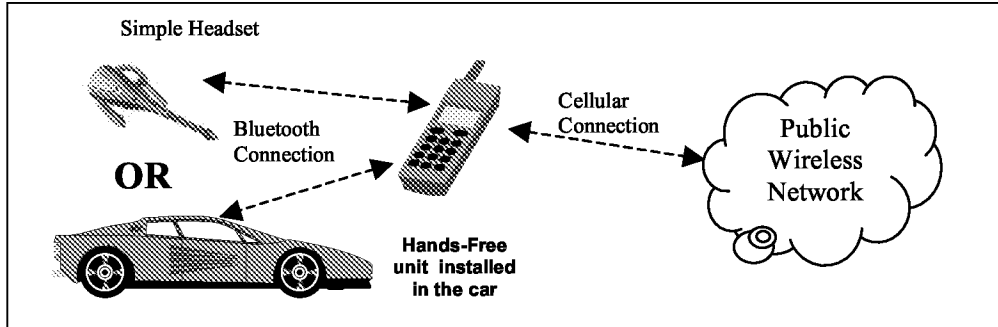 Simple Headset
Bluetooth
Connection
OR
Cellular
Connection
Public
Wireless
Network
Hands-Free
unit installed
in the car